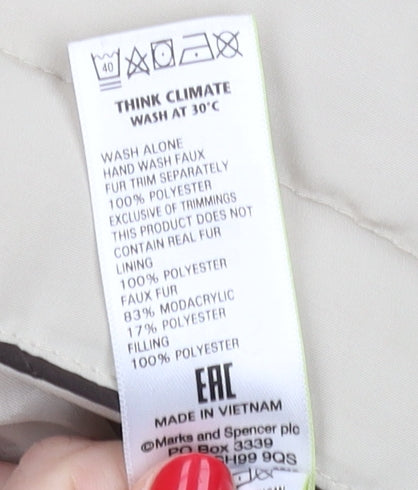 40
THINK CLIMATE
WASH AT 30°C
WASH ALONE
HAND WASH FAUX
FUR TRIM SEPARATELY
100% POLYESTER
EXCLUSIVE OF TRIMMINGS
THIS PRODUCT DOES NOT
CONTAIN REAL FUR
LINING
100% POLYESTER
FAUX FUR
83% MODACRYLIC
17% POLYESTER
FILLING
100% POLYESTER
EAC
MADE IN VIETNAM
©Marks and Spencer plc
PO Box 3339
9QS